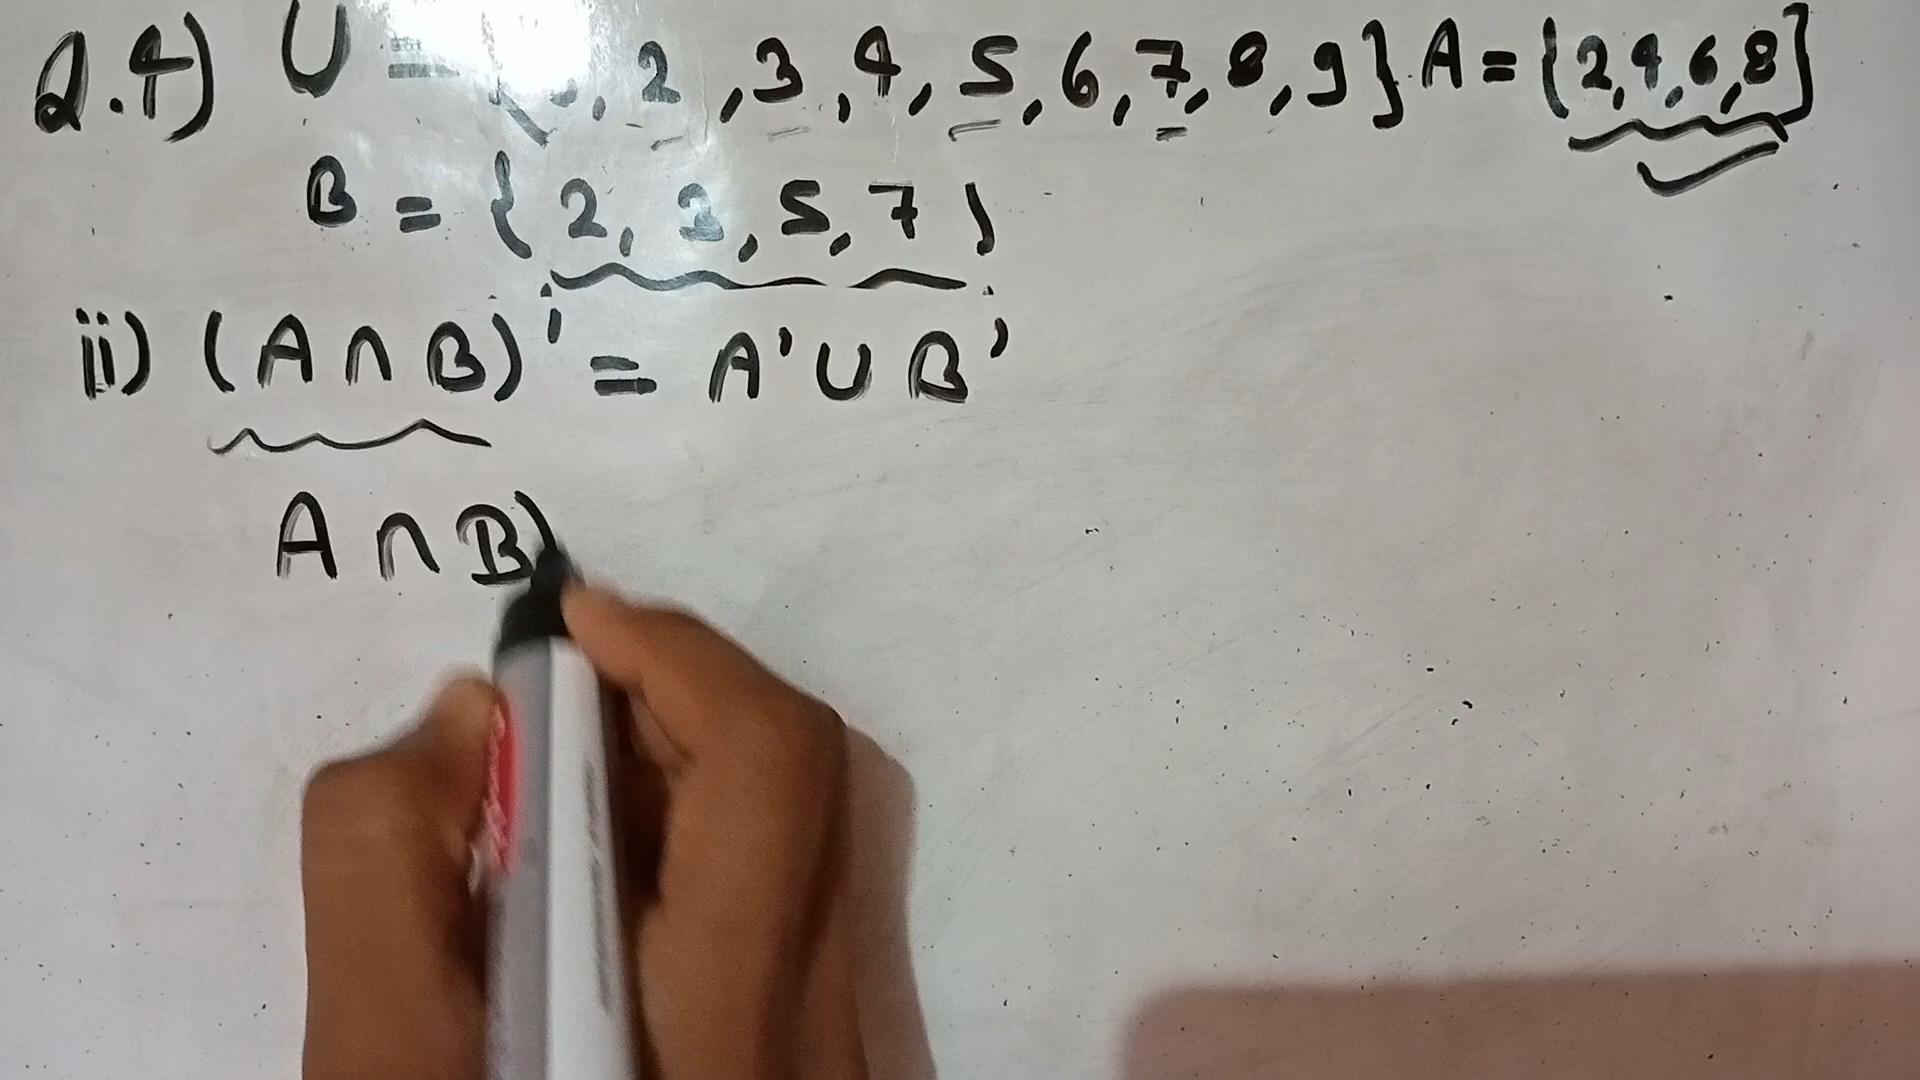 Q.4) U = { , 2 , 3 , 4 , 5 , 6 , 7 , 8 , 9 } A = {2,4,6,8}
B = { 2, 3, 5, 7 }
ii) (A ∩ B)' = A' ∪ B'
A ∩ B)